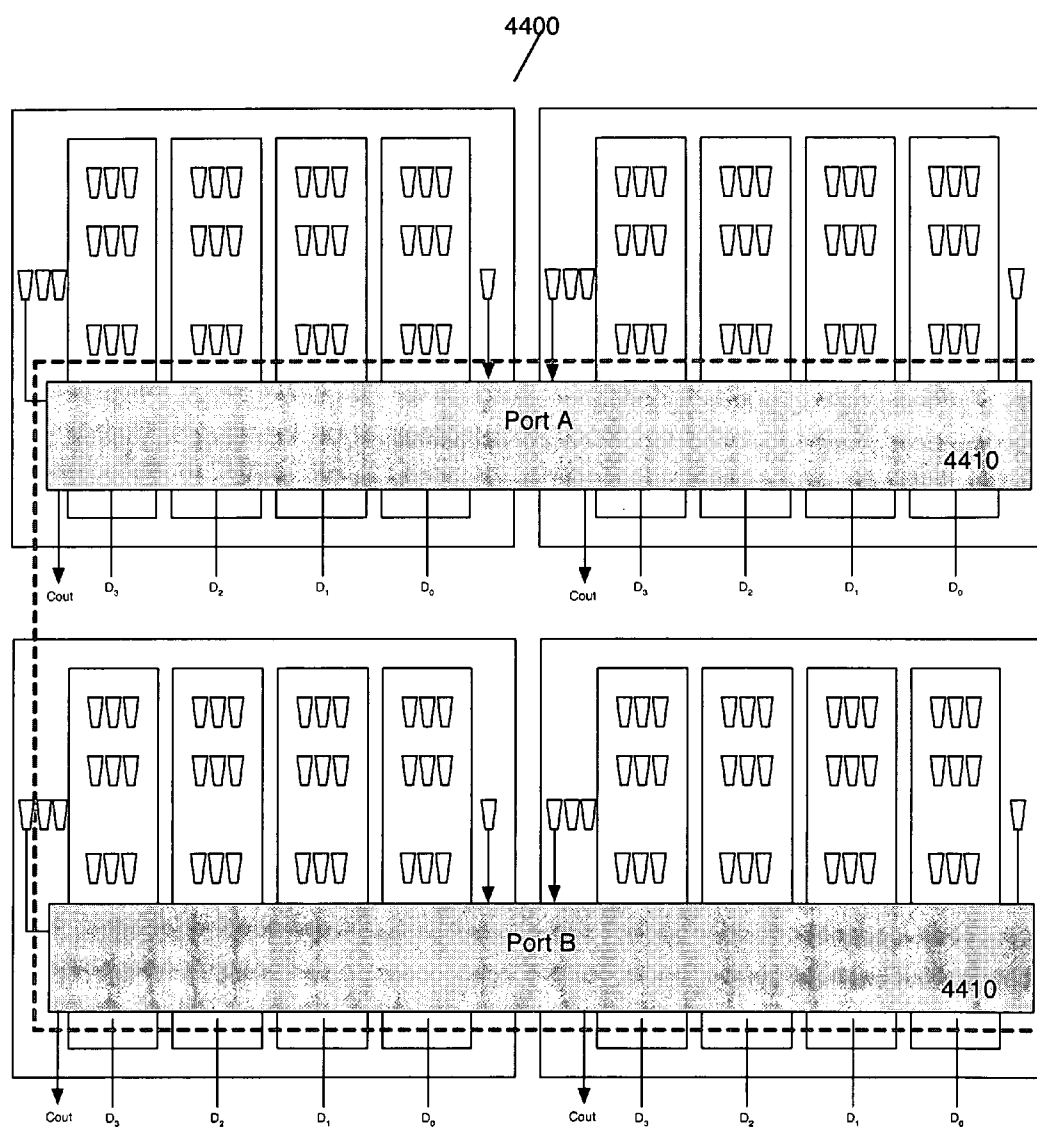 4400
Port A
4410
Cout D₃ D₂ D₁ D₀ Cout D₃ D₂ D₁ D₀
Port B
4410
Cout D₃ D₂ D₁ D₀ Cout D₃ D₂ D₁ D₀